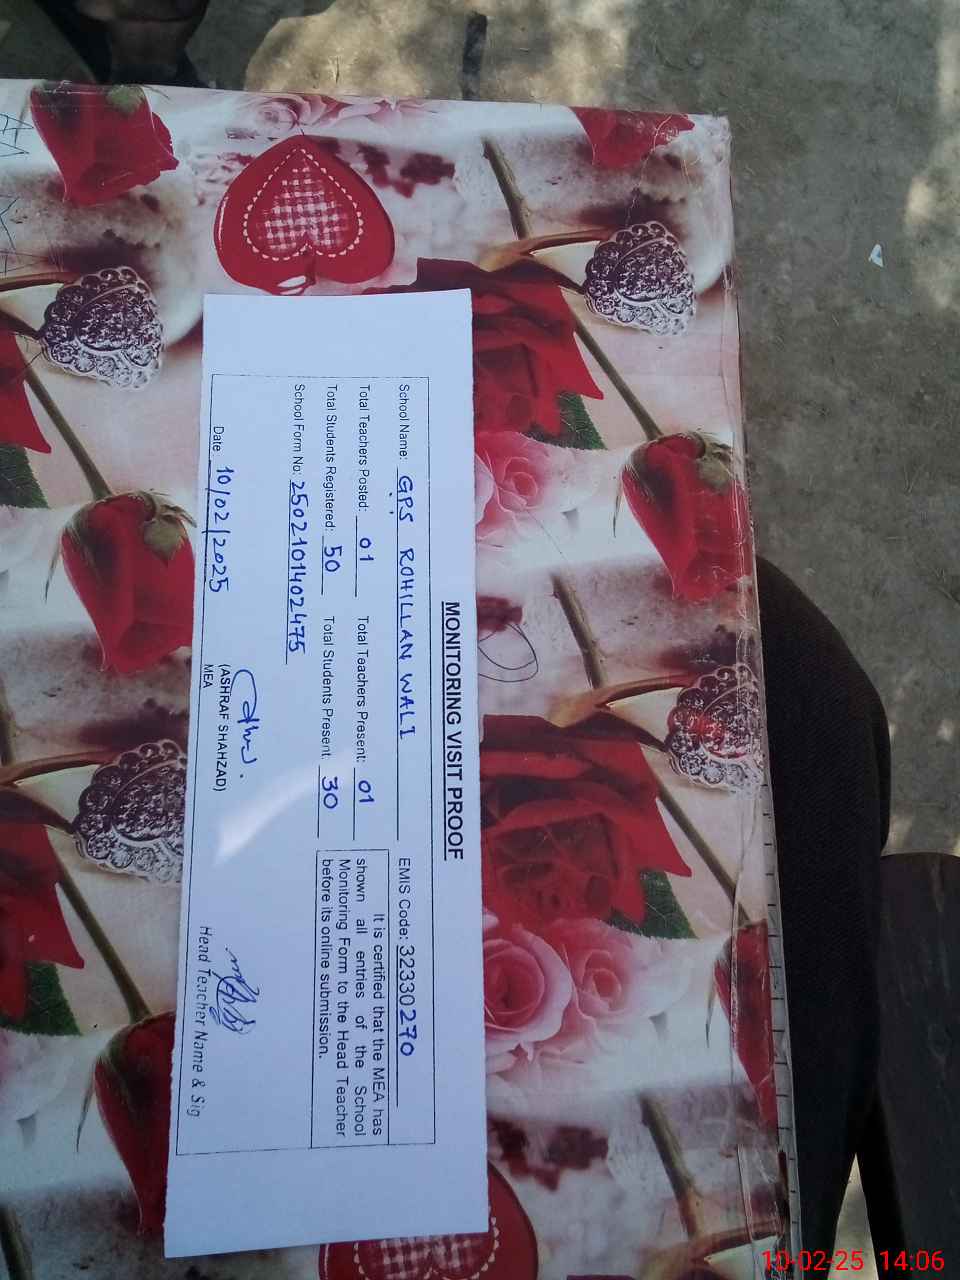 MONITORING VISIT PROOF
School Name: GPS ROHILLAN WALI EMIS Code: 32330270
Total Teachers Posted: 01 Total Teachers Present: 01
Total Students Registered: 50 Total Students Present: 30
School Form No: 2502101402475
It is certified that the MEA has
shown all entries of the School
Monitoring Form to the Head Teacher
before its online submission.
Date 10/02/2025
(ASHRAF SHAHZAD)
MEA
Head Teacher Name & Sig
10-02-25 14:06